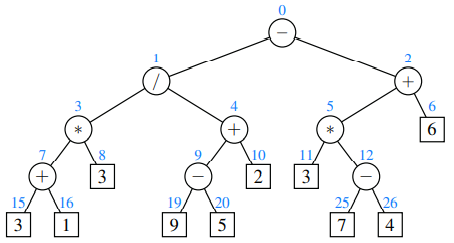 0
−
1 2
/ +
3 4 5 6
* + * 6
7 8 9 10 11 12
+ 3 − 2 3 −
15 16 19 20 25 26
3 1 9 5 7 4